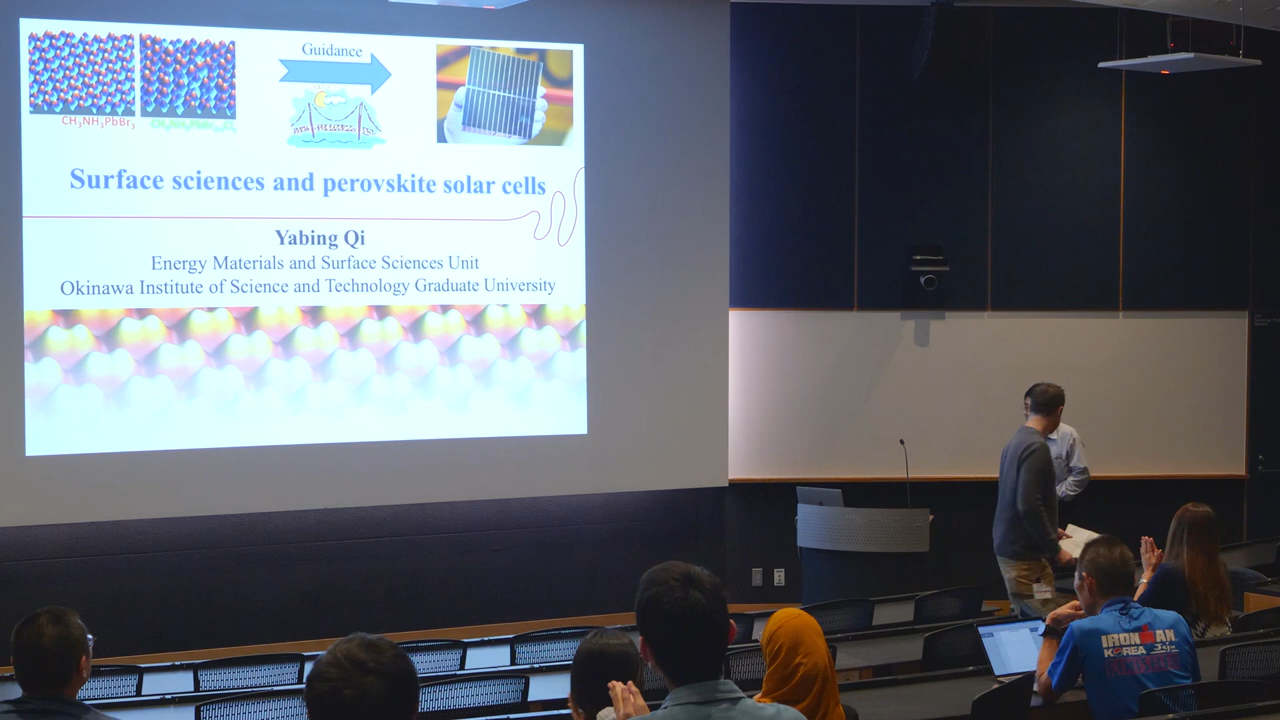 Guidance
CH₃NH₃PbBr₃
Surface sciences and perovskite solar cells
Yabing Qi
Energy Materials and Surface Sciences Unit
Okinawa Institute of Science and Technology Graduate University
IRONMAN
KOREA